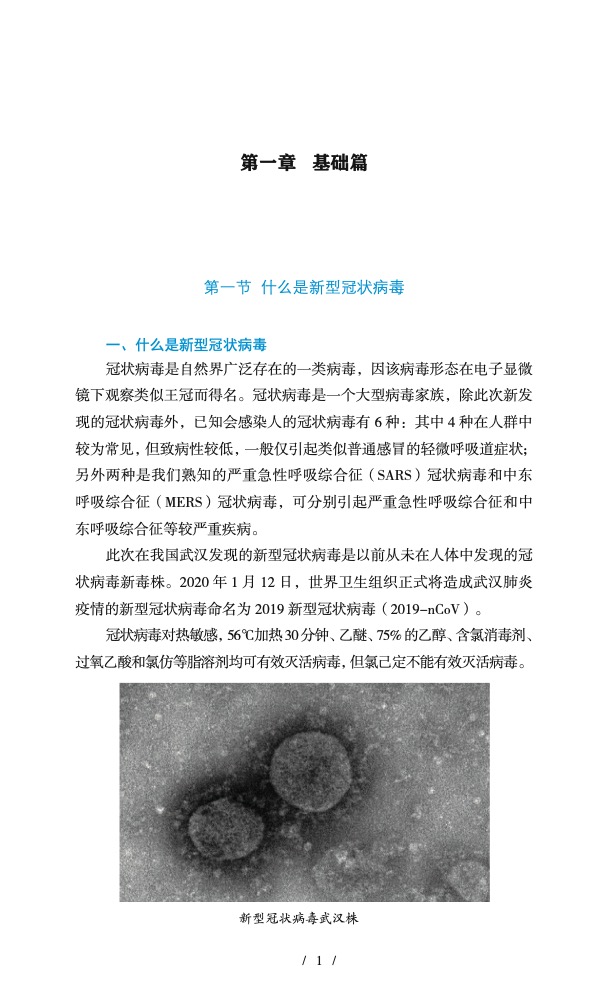 第一章 基础篇
第一节 什么是新型冠状病毒
一、什么是新型冠状病毒
冠状病毒是自然界广泛存在的一类病毒，因该病毒形态在电子显微
镜下观察类似王冠而得名。冠状病毒是一个大型病毒家族，除此次新发
现的冠状病毒外，已知会感染人的冠状病毒有 6 种：其中 4 种在人群中
较为常见，但致病性较低，一般仅引起类似普通感冒的轻微呼吸道症状；
另外两种是我们熟知的严重急性呼吸综合征（SARS）冠状病毒和中东
呼吸综合征（MERS）冠状病毒，可分别引起严重急性呼吸综合征和中
东呼吸综合征等较严重疾病。
此次在我国武汉发现的新型冠状病毒是以前从未在人体中发现的冠
状病毒新毒株。2020 年 1 月 12 日，世界卫生组织正式将造成武汉肺炎
疫情的新型冠状病毒命名为 2019 新型冠状病毒（2019-nCoV）。
冠状病毒对热敏感，56℃加热 30 分钟、乙醚、75% 的乙醇、含氯消毒剂、
过氧乙酸和氯仿等脂溶剂均可有效灭活病毒，但氯己定不能有效灭活病毒。
新型冠状病毒武汉株
/ 1 /